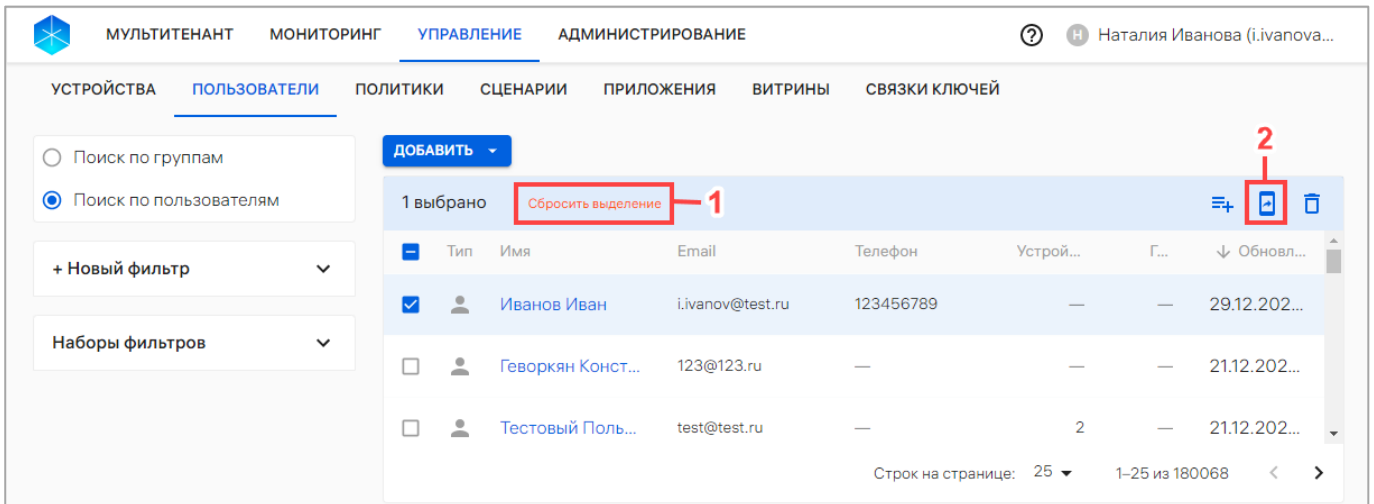 МУЛЬТИТЕНАНТ МОНИТОРИНГ УПРАВЛЕНИЕ АДМИНИСТРИРОВАНИЕ ? Н Наталия Иванова (i.ivanova...
УСТРОЙСТВА ПОЛЬЗОВАТЕЛИ ПОЛИТИКИ СЦЕНАРИИ ПРИЛОЖЕНИЯ ВИТРИНЫ СВЯЗКИ КЛЮЧЕЙ
Поиск по группам
Поиск по пользователям
+ Новый фильтр
Наборы фильтров
ДОБАВИТЬ
2
1 выбрано Сбросить выделение 1
Тип Имя Email Телефон Устрой... Г... Обновл...
Иванов Иван i.ivanov@test.ru 123456789 — — 29.12.202...
Геворкян Конст... 123@123.ru — — — 21.12.202...
Тестовый Поль... test@test.ru — 2 — 21.12.202...
Строк на странице: 25 1–25 из 180068